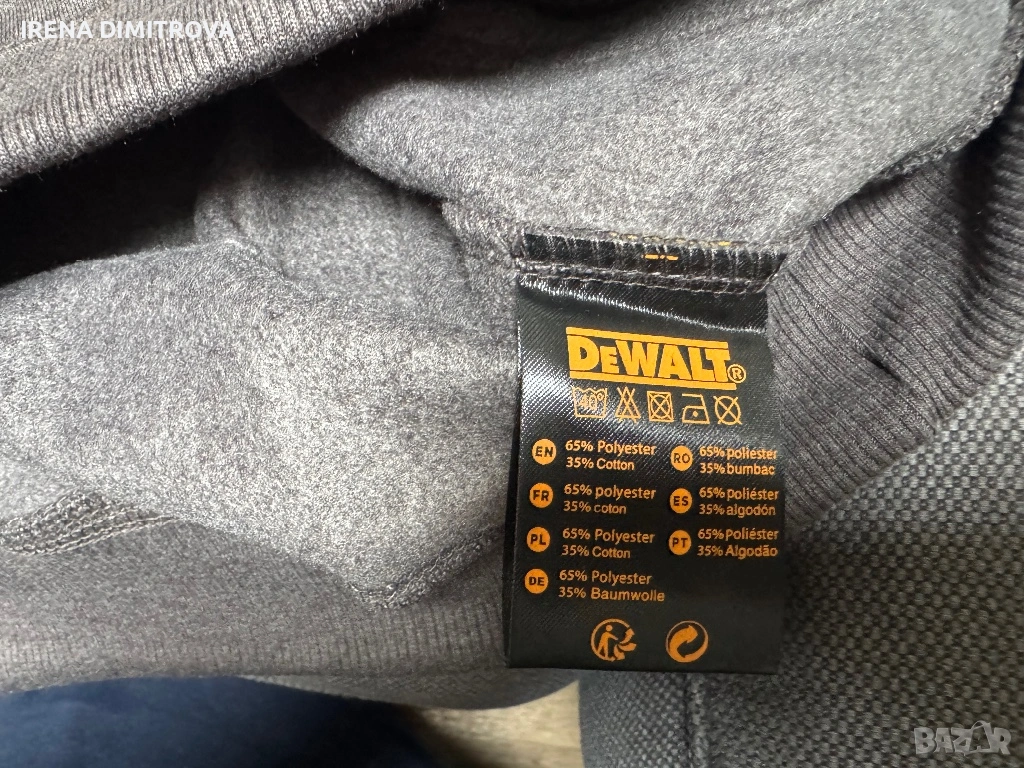 IRENA DIMITROVA
DEWALT®
40°
EN 65% Polyester
35% Cotton
RO 65% poliester
35% bumbac
FR 65% polyester
35% coton
ES 65% poliéster
35% algodón
PL 65% Polyester
35% Cotton
PT 65% Poliéster
35% Algodão
DE 65% Polyester
35% Baumwolle
BAZAR